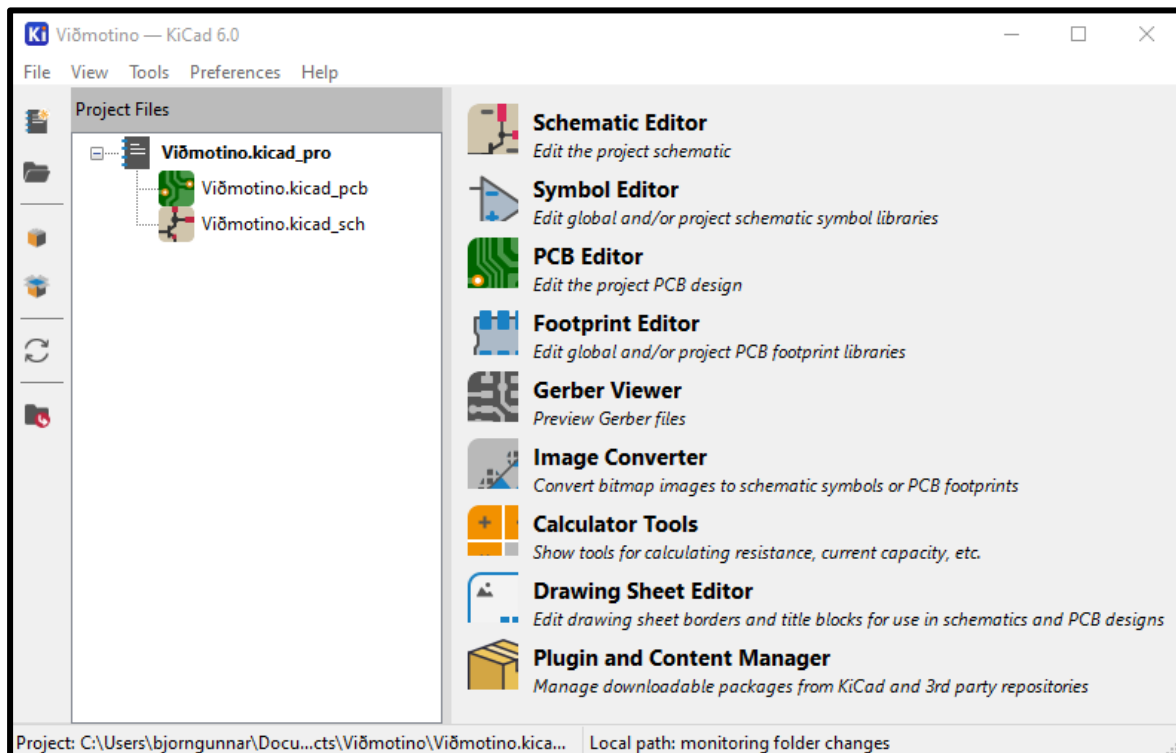 Ki Viðmotino — KiCad 6.0
File View Tools Preferences Help
Project Files
Viðmotino.kicad_pro
Viðmotino.kicad_pcb
Viðmotino.kicad_sch
Schematic Editor
Edit the project schematic
Symbol Editor
Edit global and/or project schematic symbol libraries
PCB Editor
Edit the project PCB design
Footprint Editor
Edit global and/or project PCB footprint libraries
Gerber Viewer
Preview Gerber files
Image Converter
Convert bitmap images to schematic symbols or PCB footprints
Calculator Tools
Show tools for calculating resistance, current capacity, etc.
Drawing Sheet Editor
Edit drawing sheet borders and title blocks for use in schematics and PCB designs
Plugin and Content Manager
Manage downloadable packages from KiCad and 3rd party repositories
Project: C:\Users\bjorngunnar\Docu...cts\Viðmotino\Viðmotino.kica... Local path: monitoring folder changes